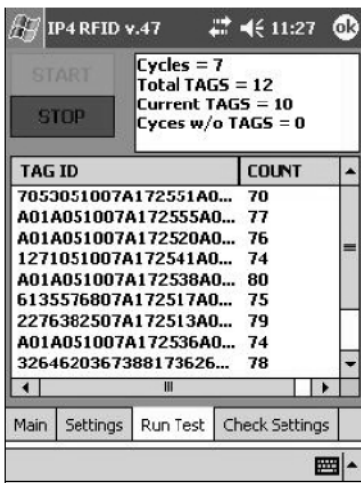 IP4 RFID v.47 11:27 ok
START
STOP
Cycles = 7
Total TAGS = 12
Current TAGS = 10
Cyces w/o TAGS = 0
TAG ID COUNT
7053051007A172551A0... 70
A01A051007A172555A0... 77
A01A051007A172520A0... 76
1271051007A172541A0... 74
A01A051007A172538A0... 80
6135576807A172517A0... 75
2276382507A172513A0... 79
A01A051007A172536A0... 74
3264620367388173626... 78
Main Settings Run Test Check Settings